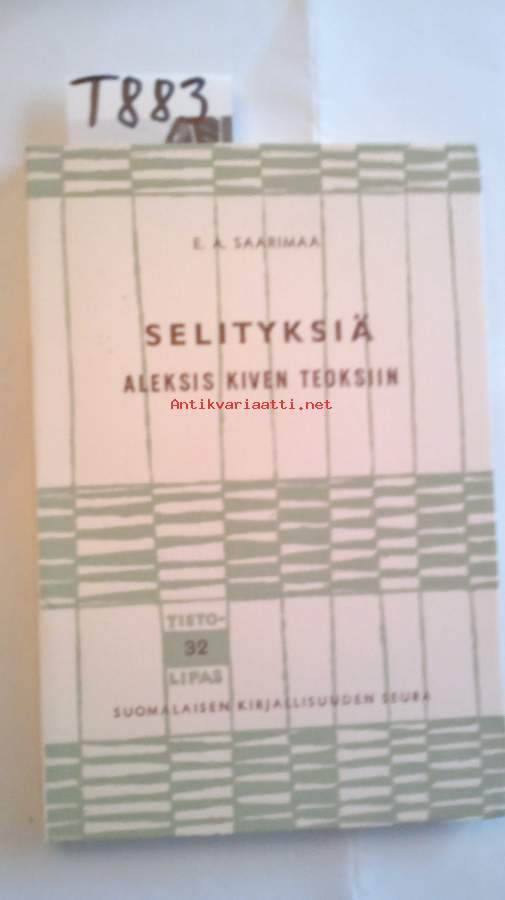 T883
E. A. SAARIMAA
SELITYKSIÄ
ALEKSIS KIVEN TEOKSIIN
Antikvariaatti.net
TIETO-
32
LIPAS
SUOMALAISEN KIRJALLISUUDEN SEURA